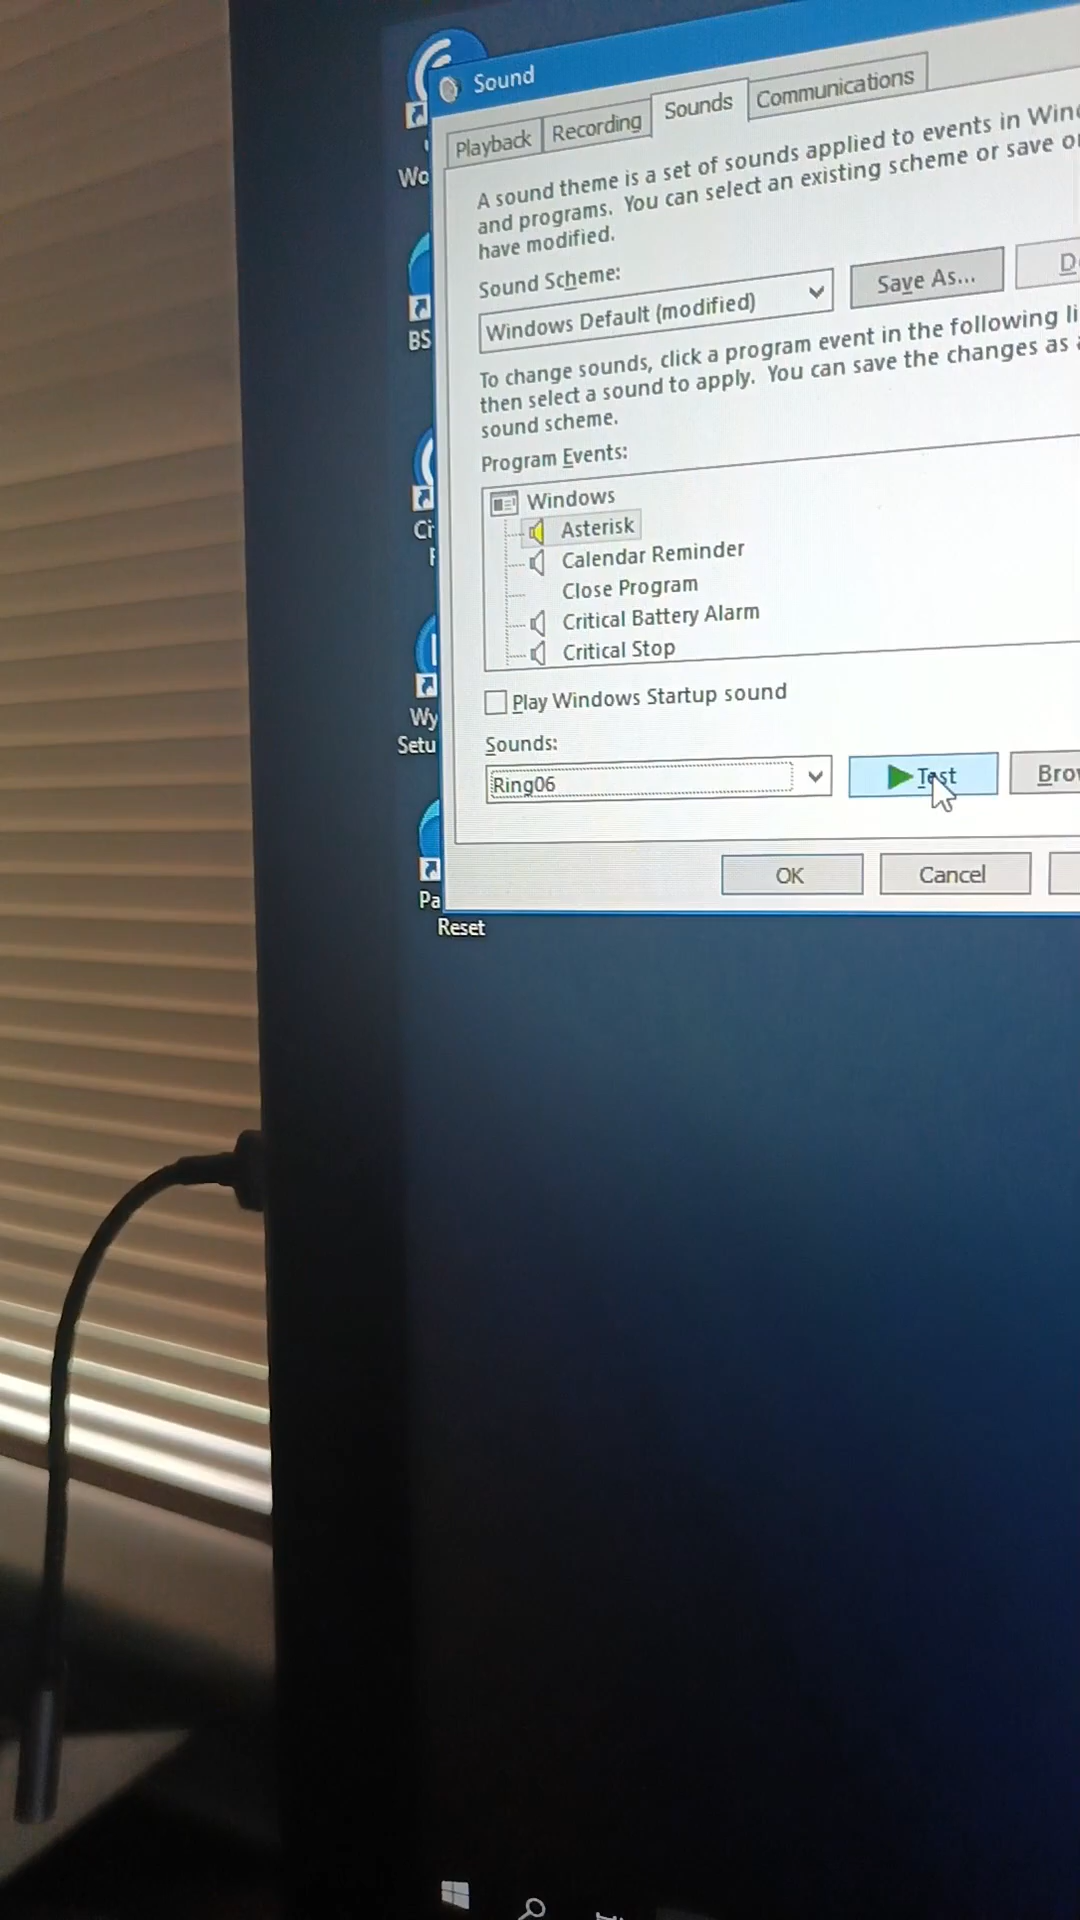 Sound
Playback Recording Sounds Communications
A sound theme is a set of sounds applied to events in
and programs. You can select an existing scheme or save
have modified.
Sound Scheme:
Windows Default (modified)
Save As...
To change sounds, click a program event in the following
then select a sound to apply. You can save the changes as
sound scheme.
Program Events:
Windows
Asterisk
Calendar Reminder
Close Program
Critical Battery Alarm
Critical Stop
Play Windows Startup sound
Sounds:
Ring06
Test
OK
Cancel
Wo
BS
Ci
Wy
Setu
Pa
Reset